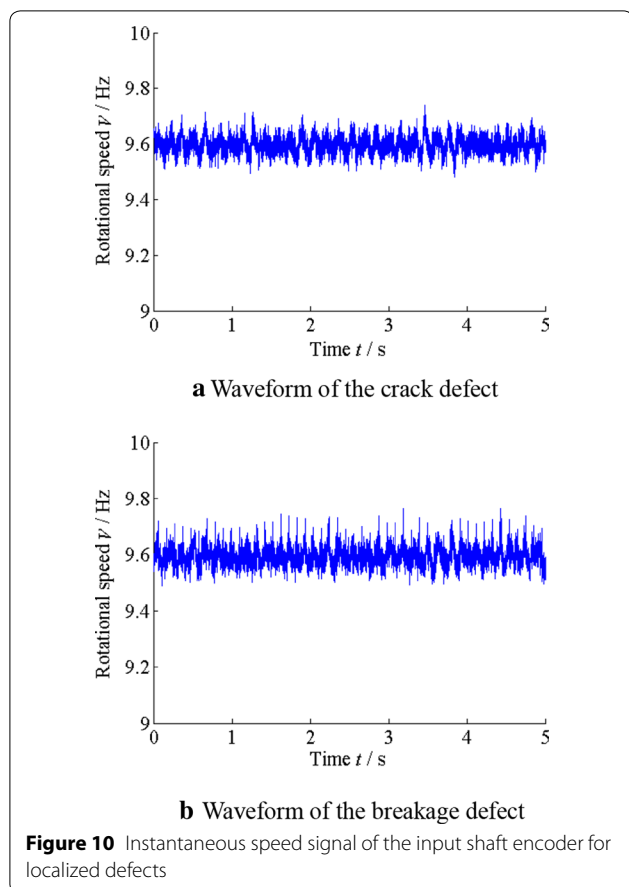 10
9.8
9.6
9.4
9.2
9
Rotational speed v / Hz
0 1 2 3 4 5
Time t / s
a Waveform of the crack defect
10
9.8
9.6
9.4
9.2
9
Rotational speed v / Hz
0 1 2 3 4 5
Time t / s
b Waveform of the breakage defect
Figure 10 Instantaneous speed signal of the input shaft encoder for
localized defects